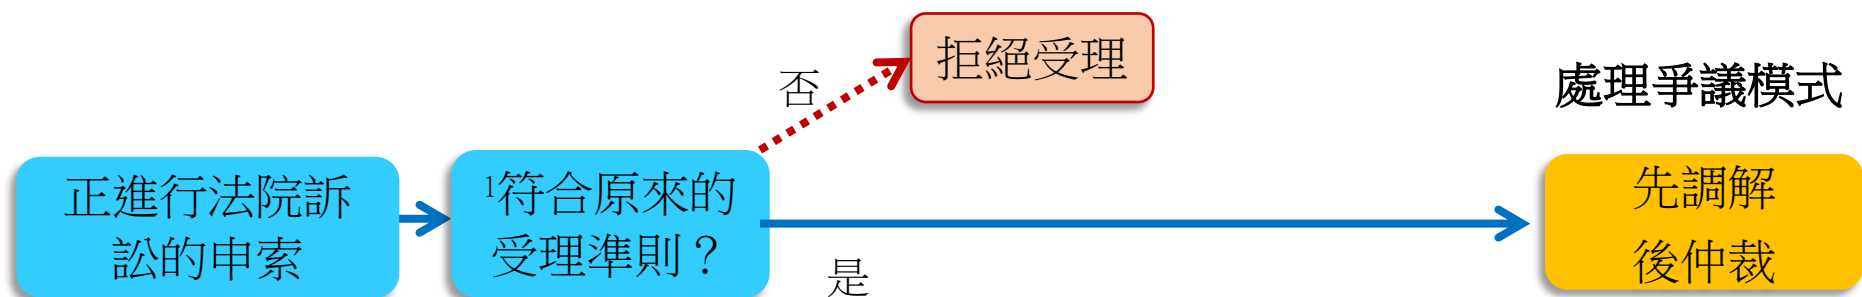 拒絕受理
否
處理爭議模式
正進行法院訴
訟的申索
¹符合原來的
受理準則？
是
先調解
後仲裁